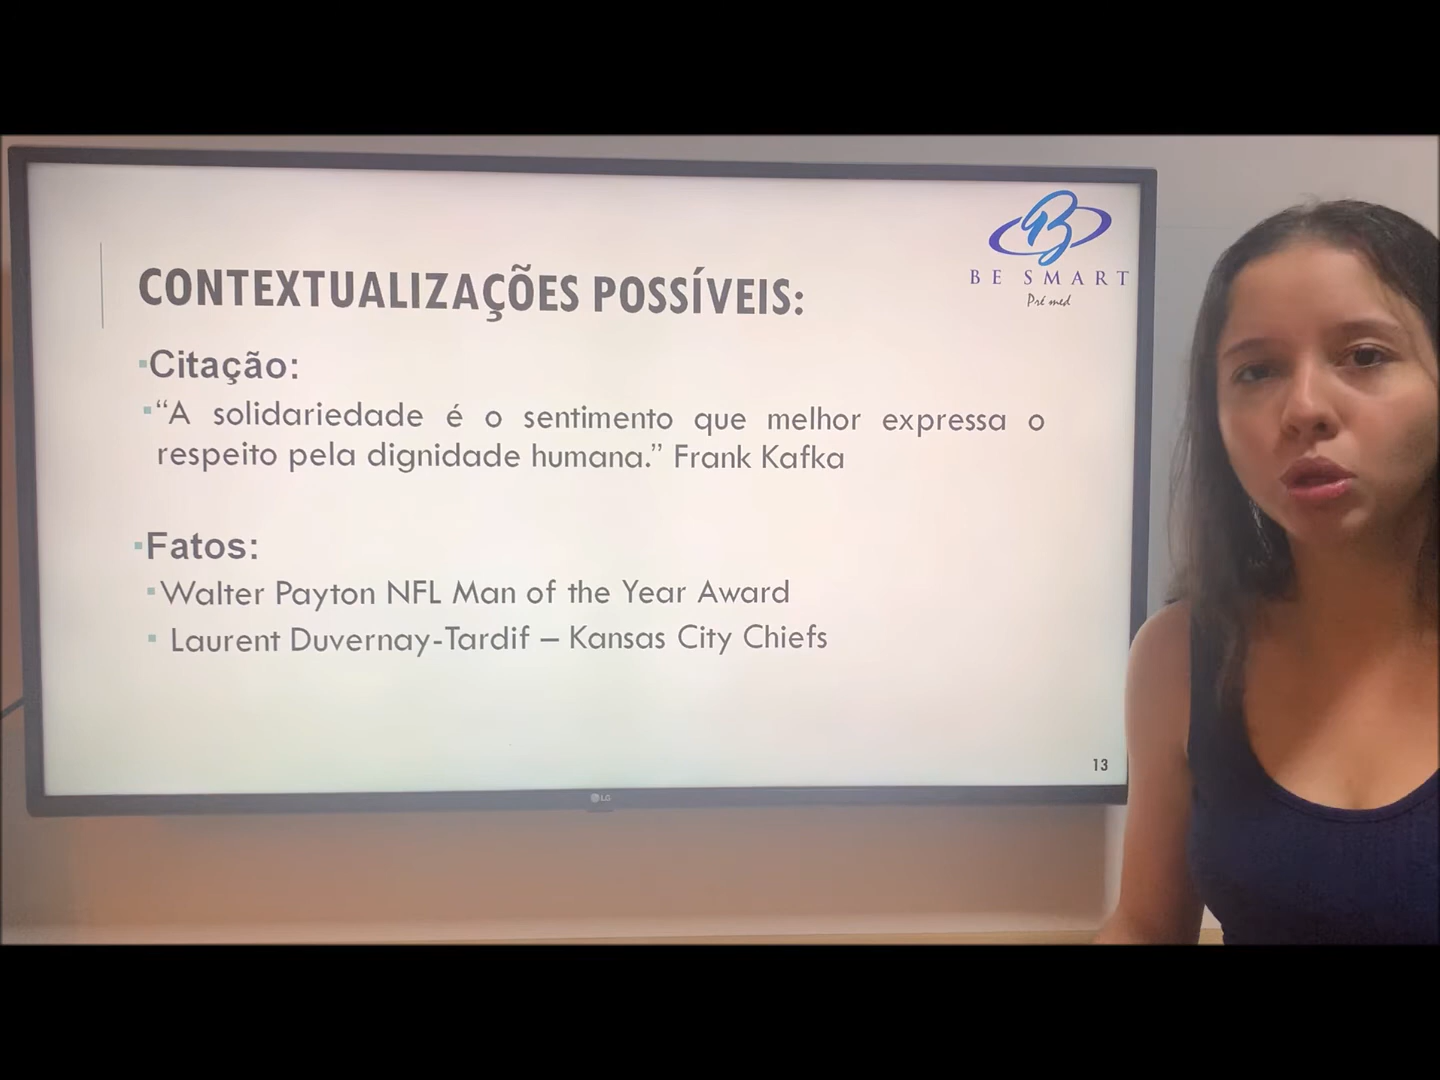 BE SMART
Pré med
CONTEXTUALIZAÇÕES POSSÍVEIS:
Citação:
“A solidariedade é o sentimento que melhor expressa o
respeito pela dignidade humana.” Frank Kafka
Fatos:
Walter Payton NFL Man of the Year Award
Laurent Duvernay-Tardif – Kansas City Chiefs
13
LG